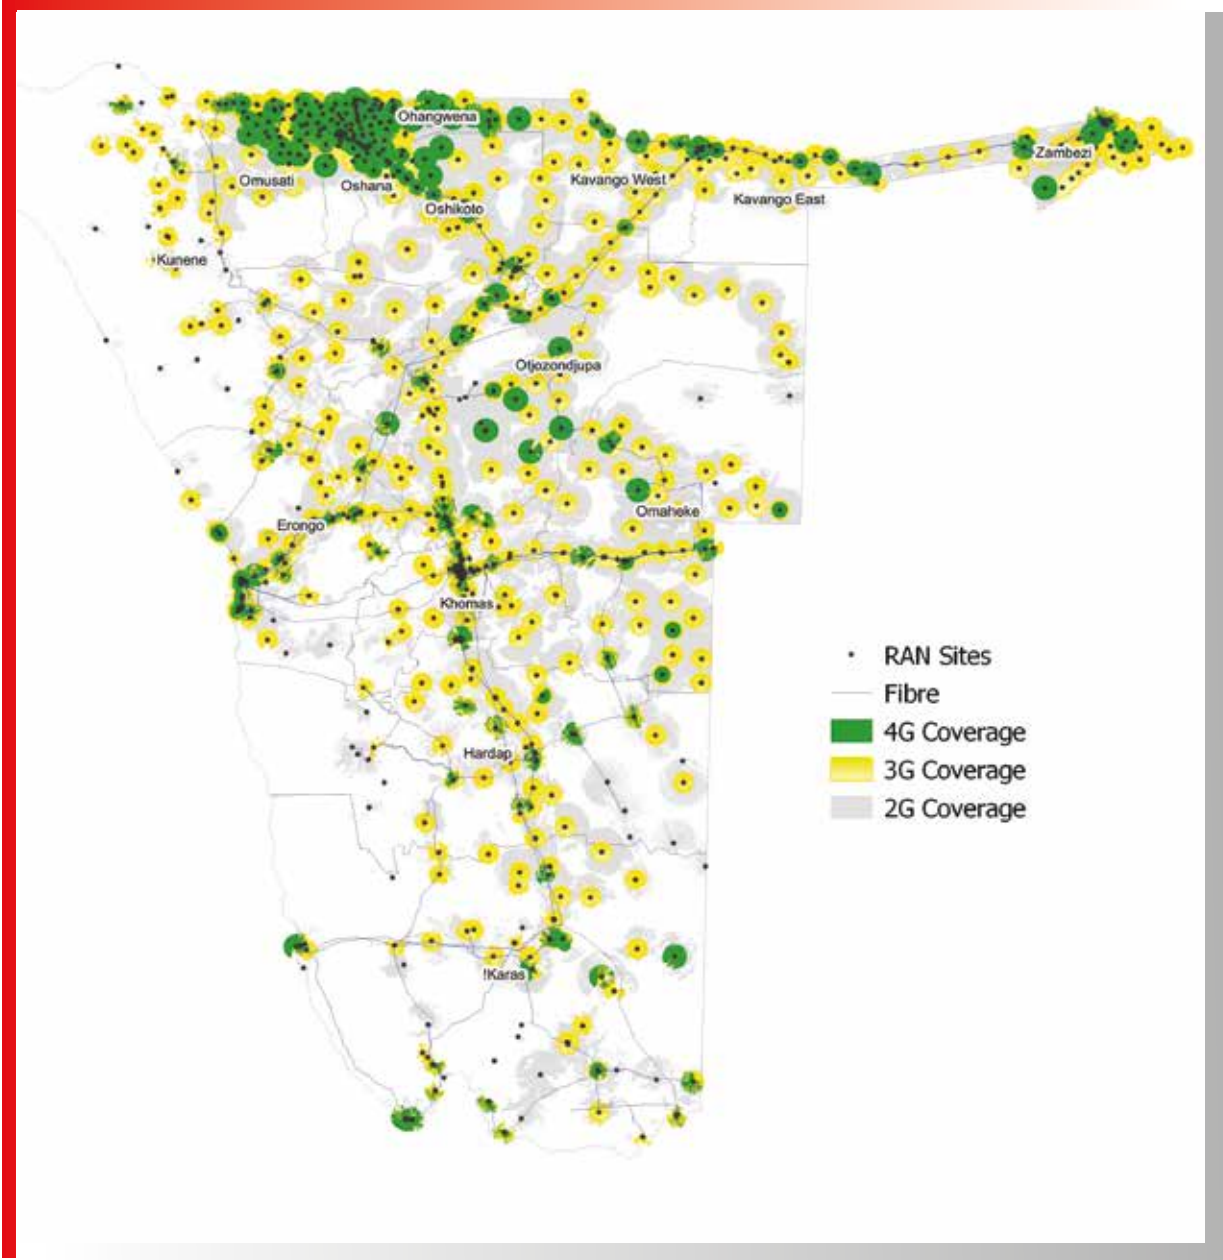 Ohangwena
Zambezi
Omusati
Oshana
Kavango West
Kavango East
Oshikoto
Kunene
Otjozondjupa
Omaheke
Erongo
Khomas
RAN Sites
Fibre
4G Coverage
Hardap
3G Coverage
2G Coverage
!Karas